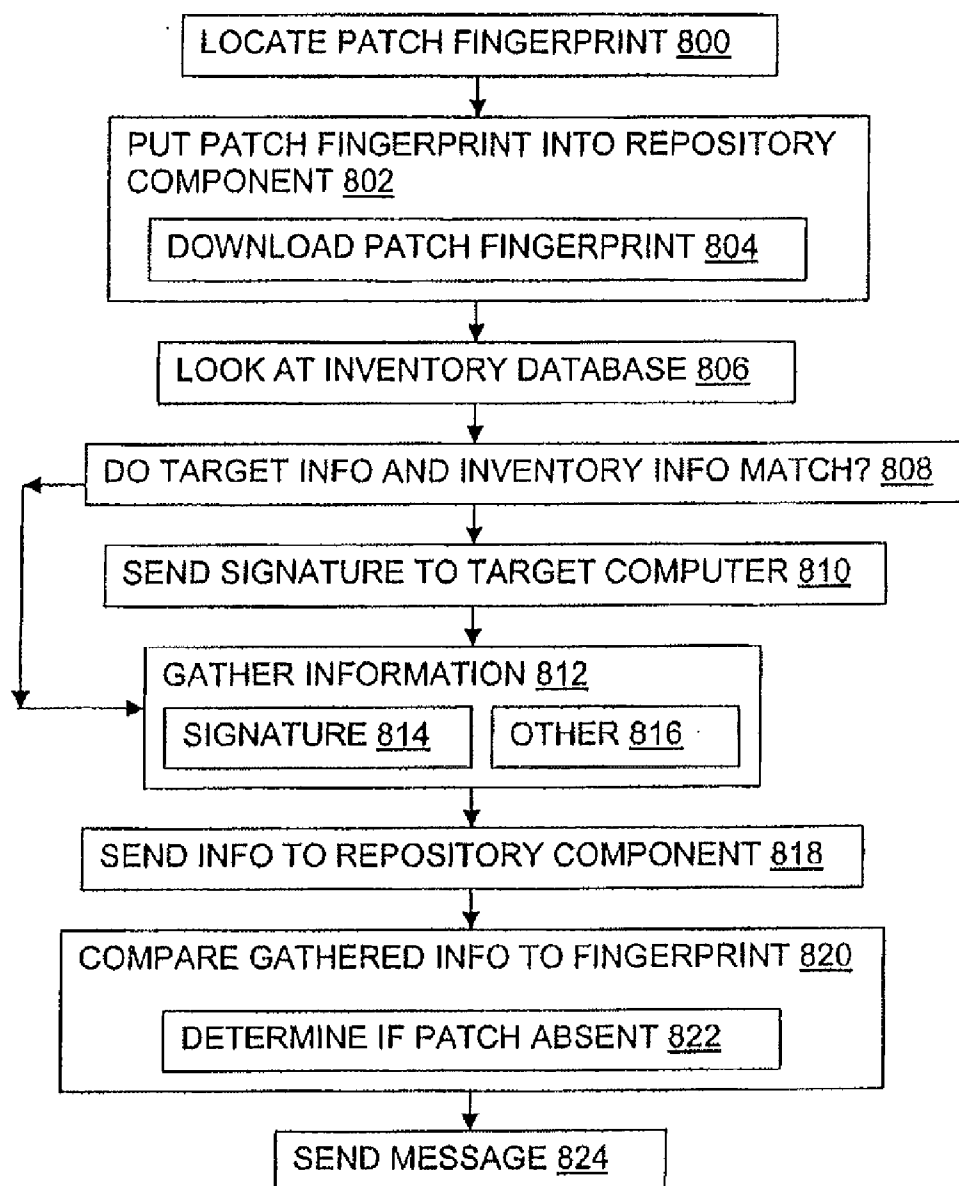 LOCATE PATCH FINGERPRINT 800
PUT PATCH FINGERPRINT INTO REPOSITORY
COMPONENT 802
DOWNLOAD PATCH FINGERPRINT 804
LOOK AT INVENTORY DATABASE 806
DO TARGET INFO AND INVENTORY INFO MATCH? 808
SEND SIGNATURE TO TARGET COMPUTER 810
GATHER INFORMATION 812
SIGNATURE 814
OTHER 816
SEND INFO TO REPOSITORY COMPONENT 818
COMPARE GATHERED INFO TO FINGERPRINT 820
DETERMINE IF PATCH ABSENT 822
SEND MESSAGE 824